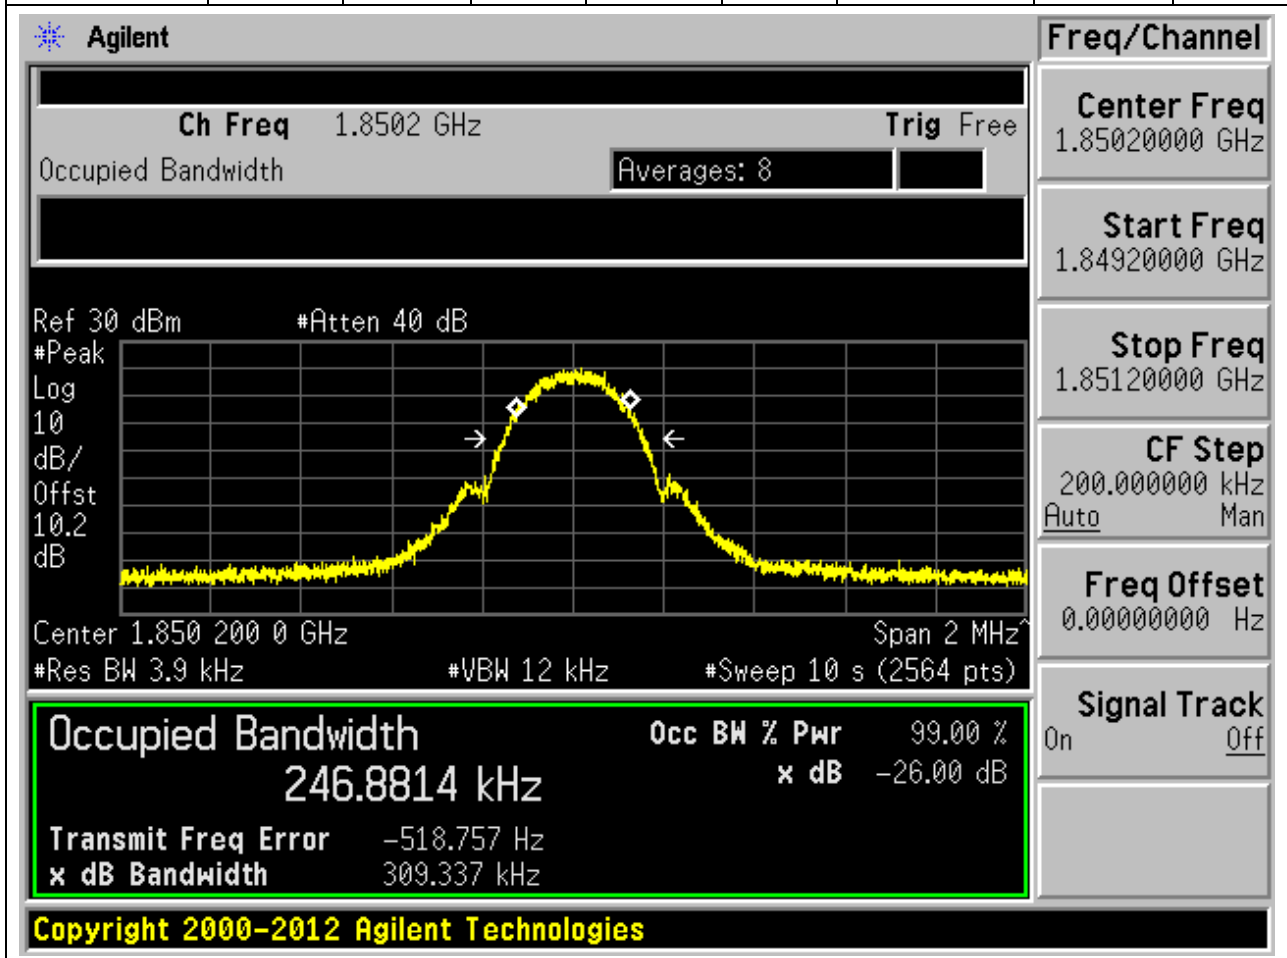 Agilent
Freq/Channel
Ch Freq 1.8502 GHz Trig Free
Occupied Bandwidth Averages: 8
Center Freq
1.85020000 GHz
Start Freq
1.84920000 GHz
Stop Freq
1.85120000 GHz
CF Step
200.000000 kHz
Auto Man
Freq Offset
0.00000000 Hz
Signal Track
On Off
Ref 30 dBm #Atten 40 dB
#Peak
Log
10
dB/
Offst
10.2
dB
Center 1.850 200 0 GHz Span 2 MHz^
#Res BW 3.9 kHz #VBW 12 kHz #Sweep 10 s (2564 pts)
Occupied Bandwidth Occ BW % Pwr 99.00 %
246.8814 kHz x dB -26.00 dB
Transmit Freq Error -518.757 Hz
x dB Bandwidth 309.337 kHz
Copyright 2000-2012 Agilent Technologies